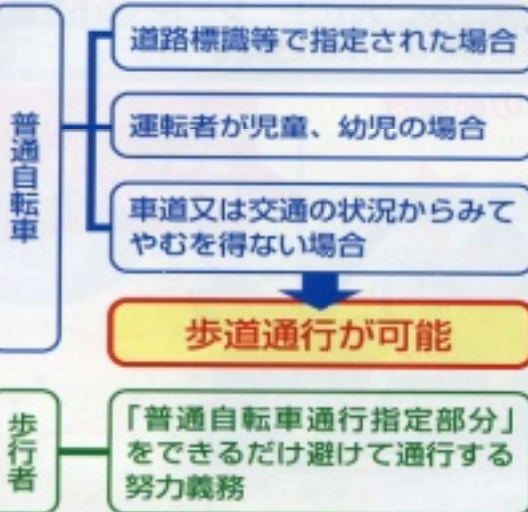 普通自転車
道路標識等で指定された場合
運転者が児童、幼児の場合
車道又は交通の状況からみて
やむを得ない場合
歩道通行が可能
歩行者
「普通自転車通行指定部分」
をできるだけ避けて通行する
努力義務